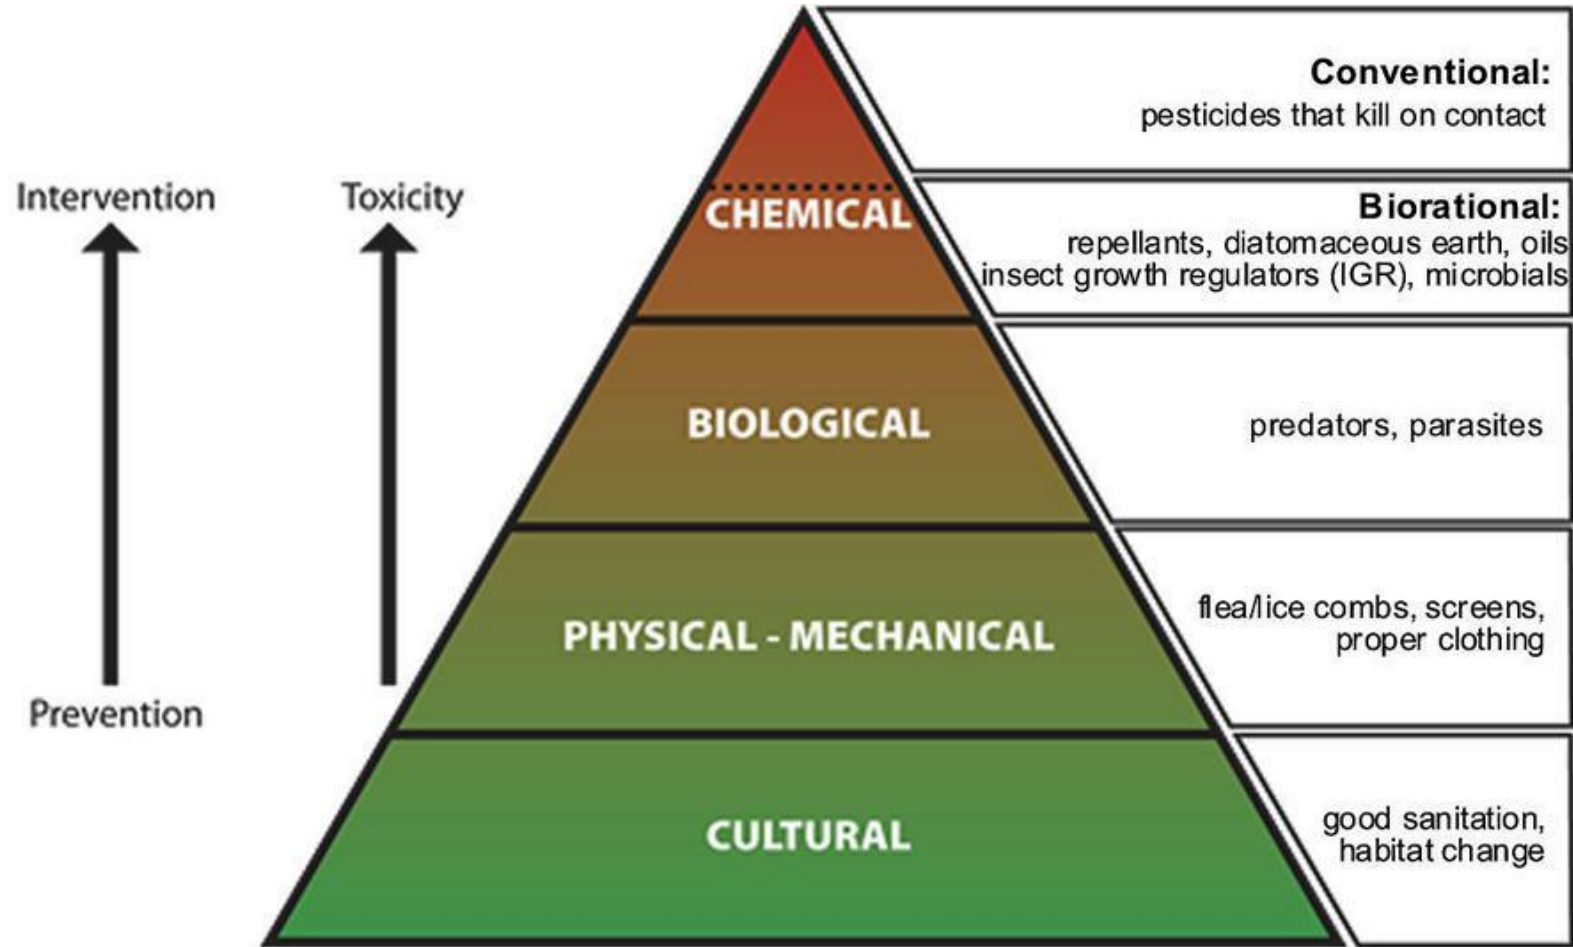 Conventional:
pesticides that kill on contact
Intervention
Toxicity
CHEMICAL
Biorational:
repellants, diatomaceous earth, oils
insect growth regulators (IGR), microbials
BIOLOGICAL
predators, parasites
PHYSICAL - MECHANICAL
flea/lice combs, screens,
proper clothing
Prevention
CULTURAL
good sanitation,
habitat change